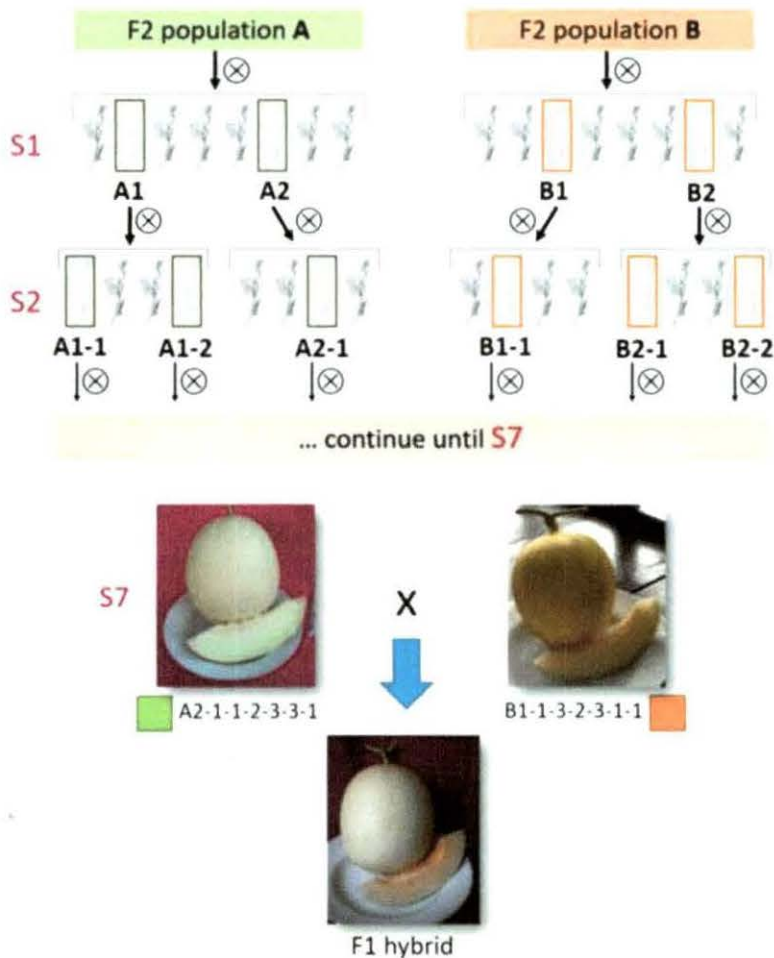 F2 population A
F2 population B
S1
A1
A2
B1
B2
S2
A1-1
A1-2
A2-1
B1-1
B2-1
B2-2
... continue until S7
S7
X
A2-1-1-2-3-3-1
B1-1-3-2-3-1-1
F1 hybrid